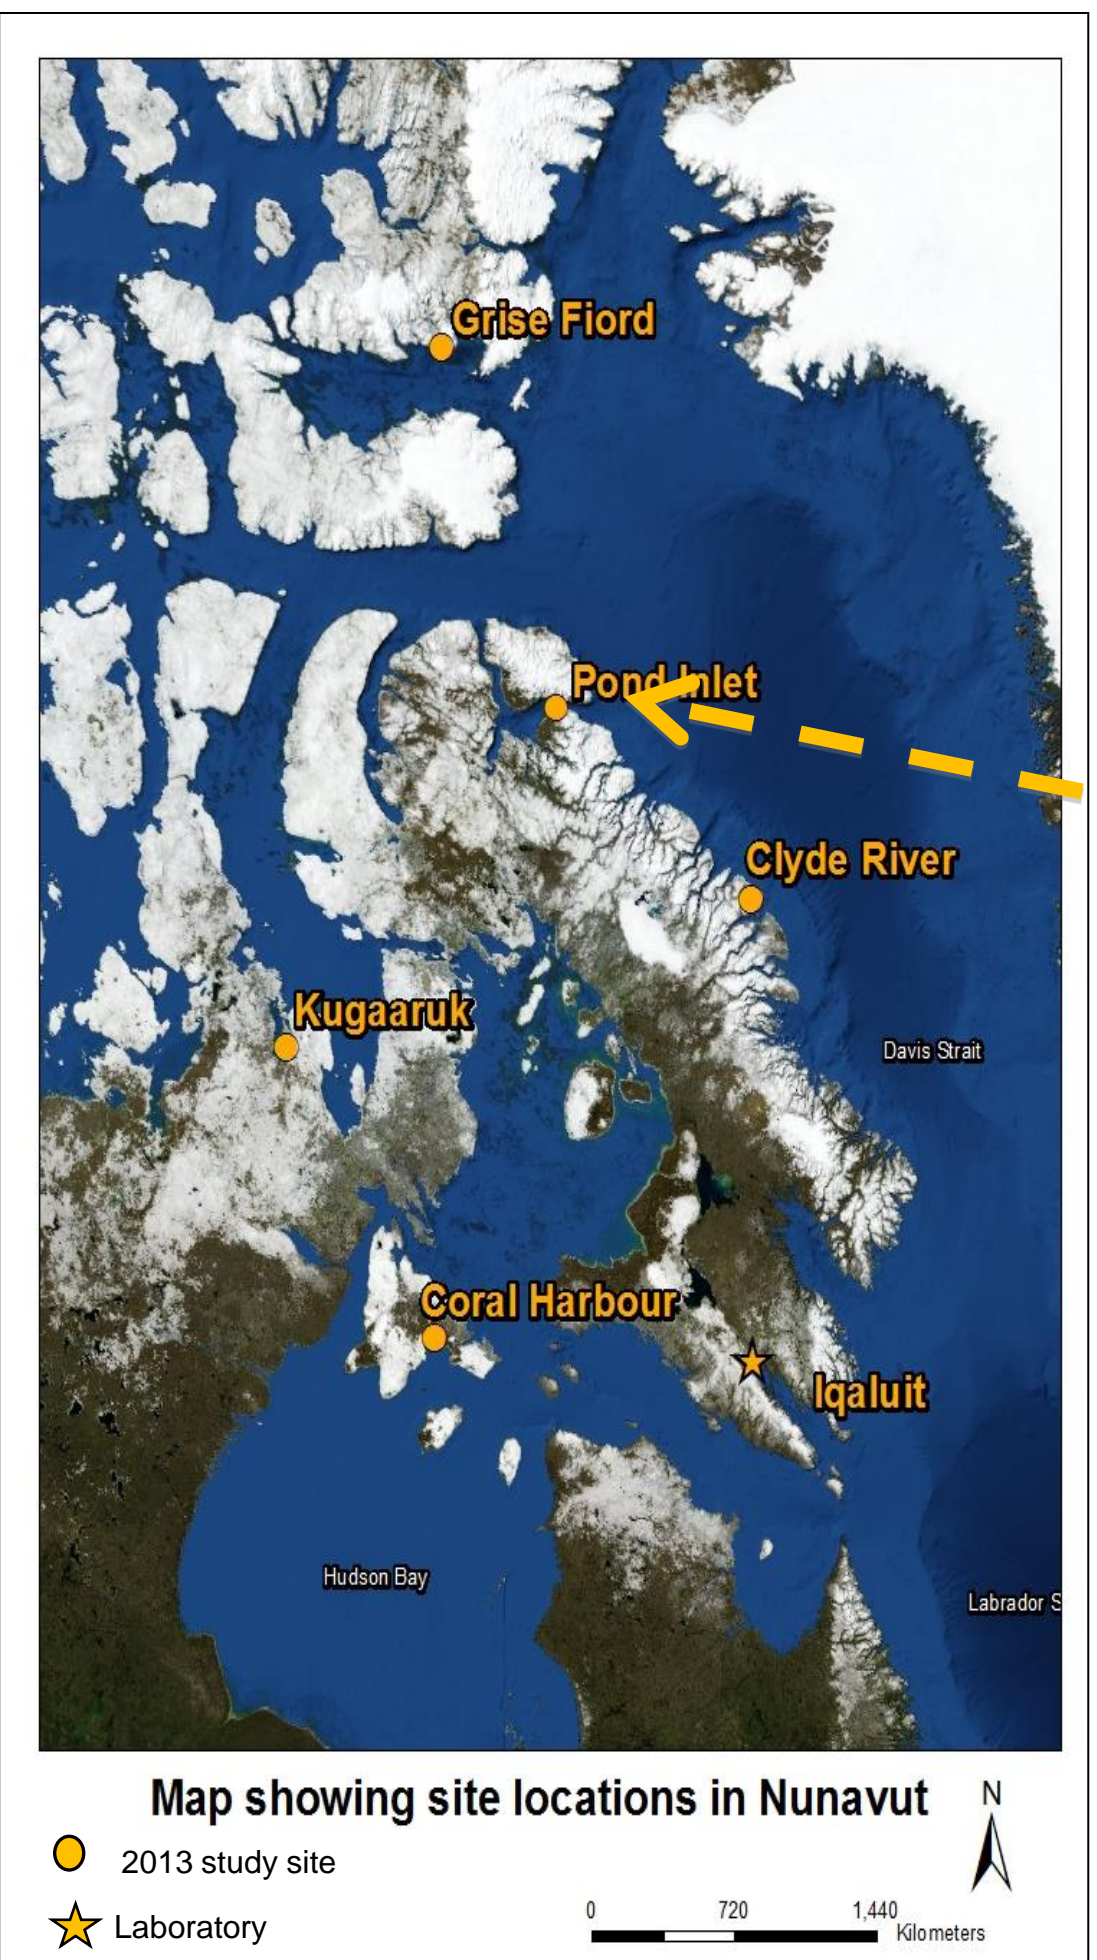 Grise Fiord
Pond Inlet
Clyde River
Kugaaruk
Davis Strait
Coral Harbour
Iqaluit
Hudson Bay
Labrador S
Map showing site locations in Nunavut
N
2013 study site
Laboratory
0 720 1,440
Kilometers